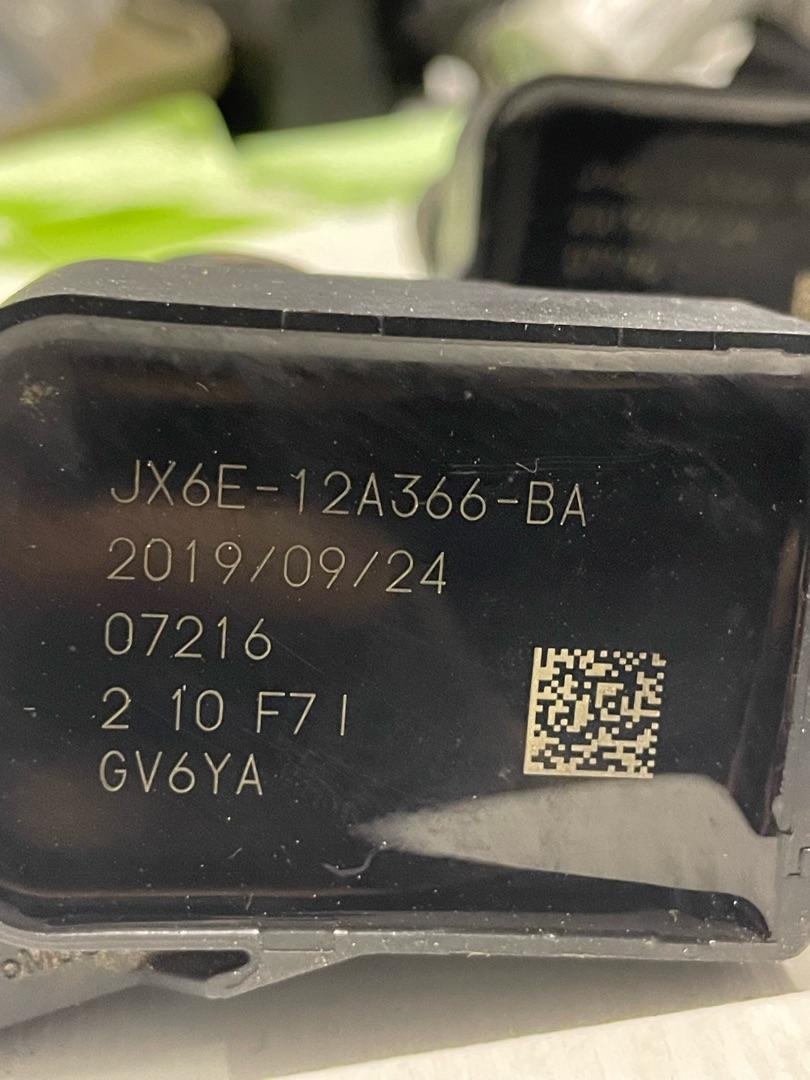 JX6E-12A366-BA
2019/09/24
07216
2 10 F7 I
GV6YA